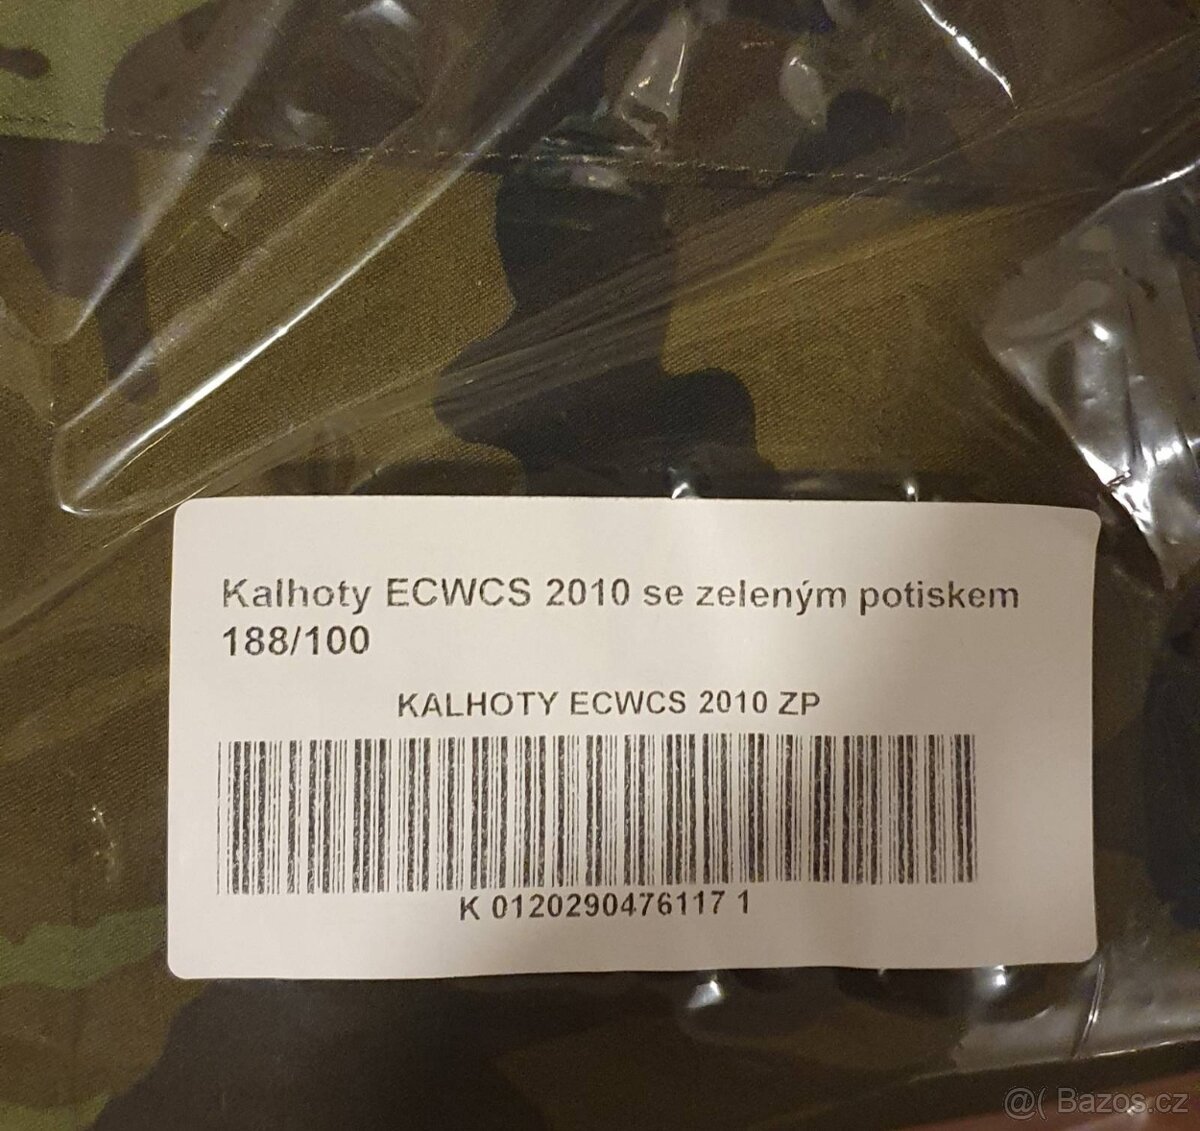 Kalhoty ECWCS 2010 se zeleným potiskem
188/100
KALHOTY ECWCS 2010 ZP
K 0120290476117 1
@( Bazos.cz